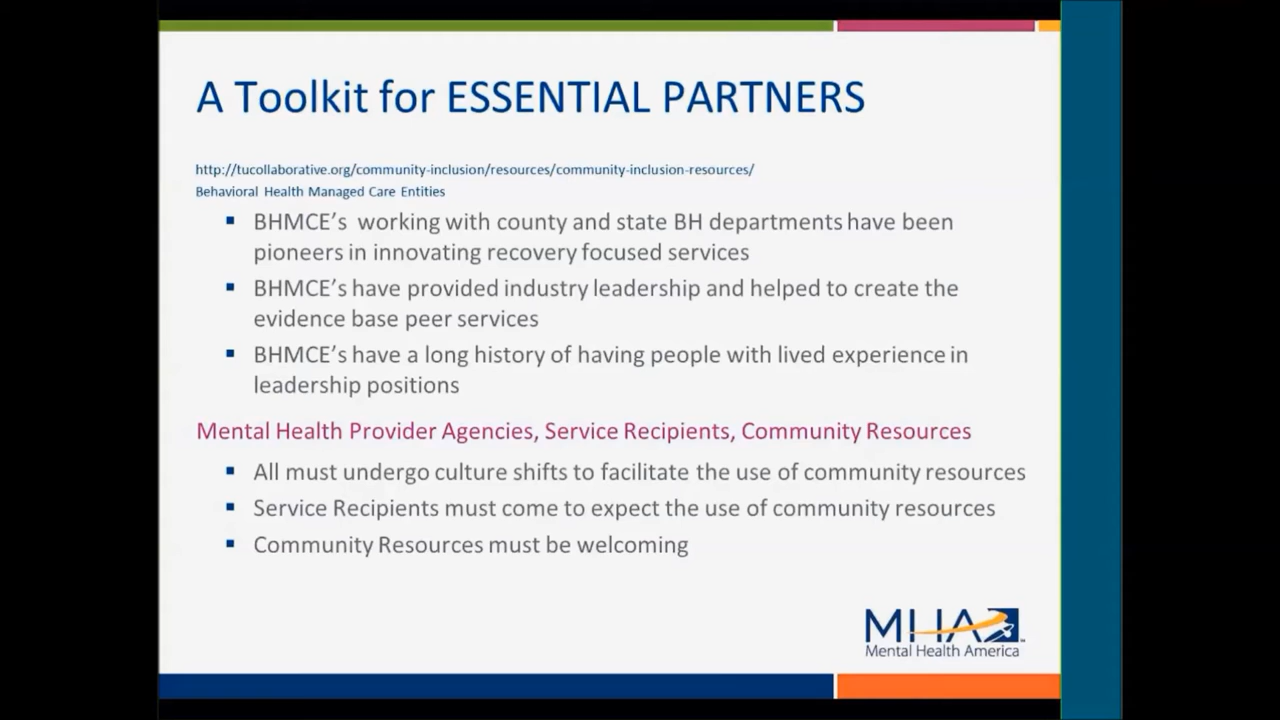 A Toolkit for ESSENTIAL PARTNERS
http://tucollaborative.org/community-inclusion/resources/community-inclusion-resources/
Behavioral Health Managed Care Entities
▪ BHMCE's working with county and state BH departments have been
pioneers in innovating recovery focused services
▪ BHMCE's have provided industry leadership and helped to create the
evidence base peer services
▪ BHMCE's have a long history of having people with lived experience in
leadership positions
Mental Health Provider Agencies, Service Recipients, Community Resources
▪ All must undergo culture shifts to facilitate the use of community resources
▪ Service Recipients must come to expect the use of community resources
▪ Community Resources must be welcoming
MHA
Mental Health America